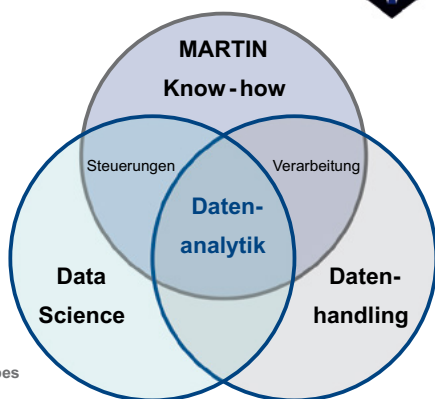 MARTIN
Know-how
Steuerungen
Verarbeitung
Daten-
analytik
Data
Science
Daten-
handling